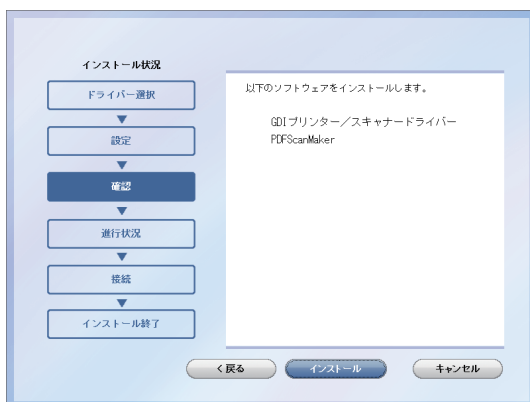 インストール状況
ドライバー選択
▼
設定
▼
確認
▼
進行状況
▼
接続
▼
インストール終了
以下のソフトウェアをインストールします。
GDIプリンター／スキャナードライバー
PDFScanMaker
< 戻る
インストール
キャンセル